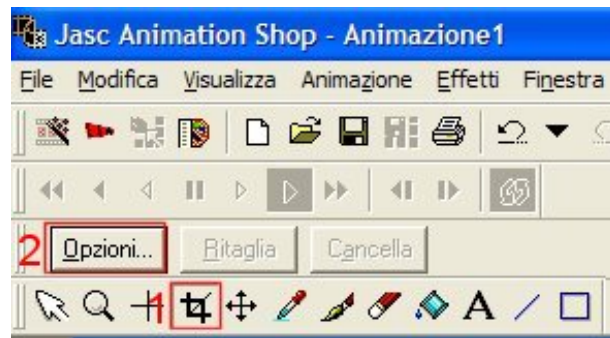 Jasc Animation Shop - Animazione1
File Modifica Visualizza Animazione Effetti Finestra
2 Opzioni... Ritaglia Cancella
1 A